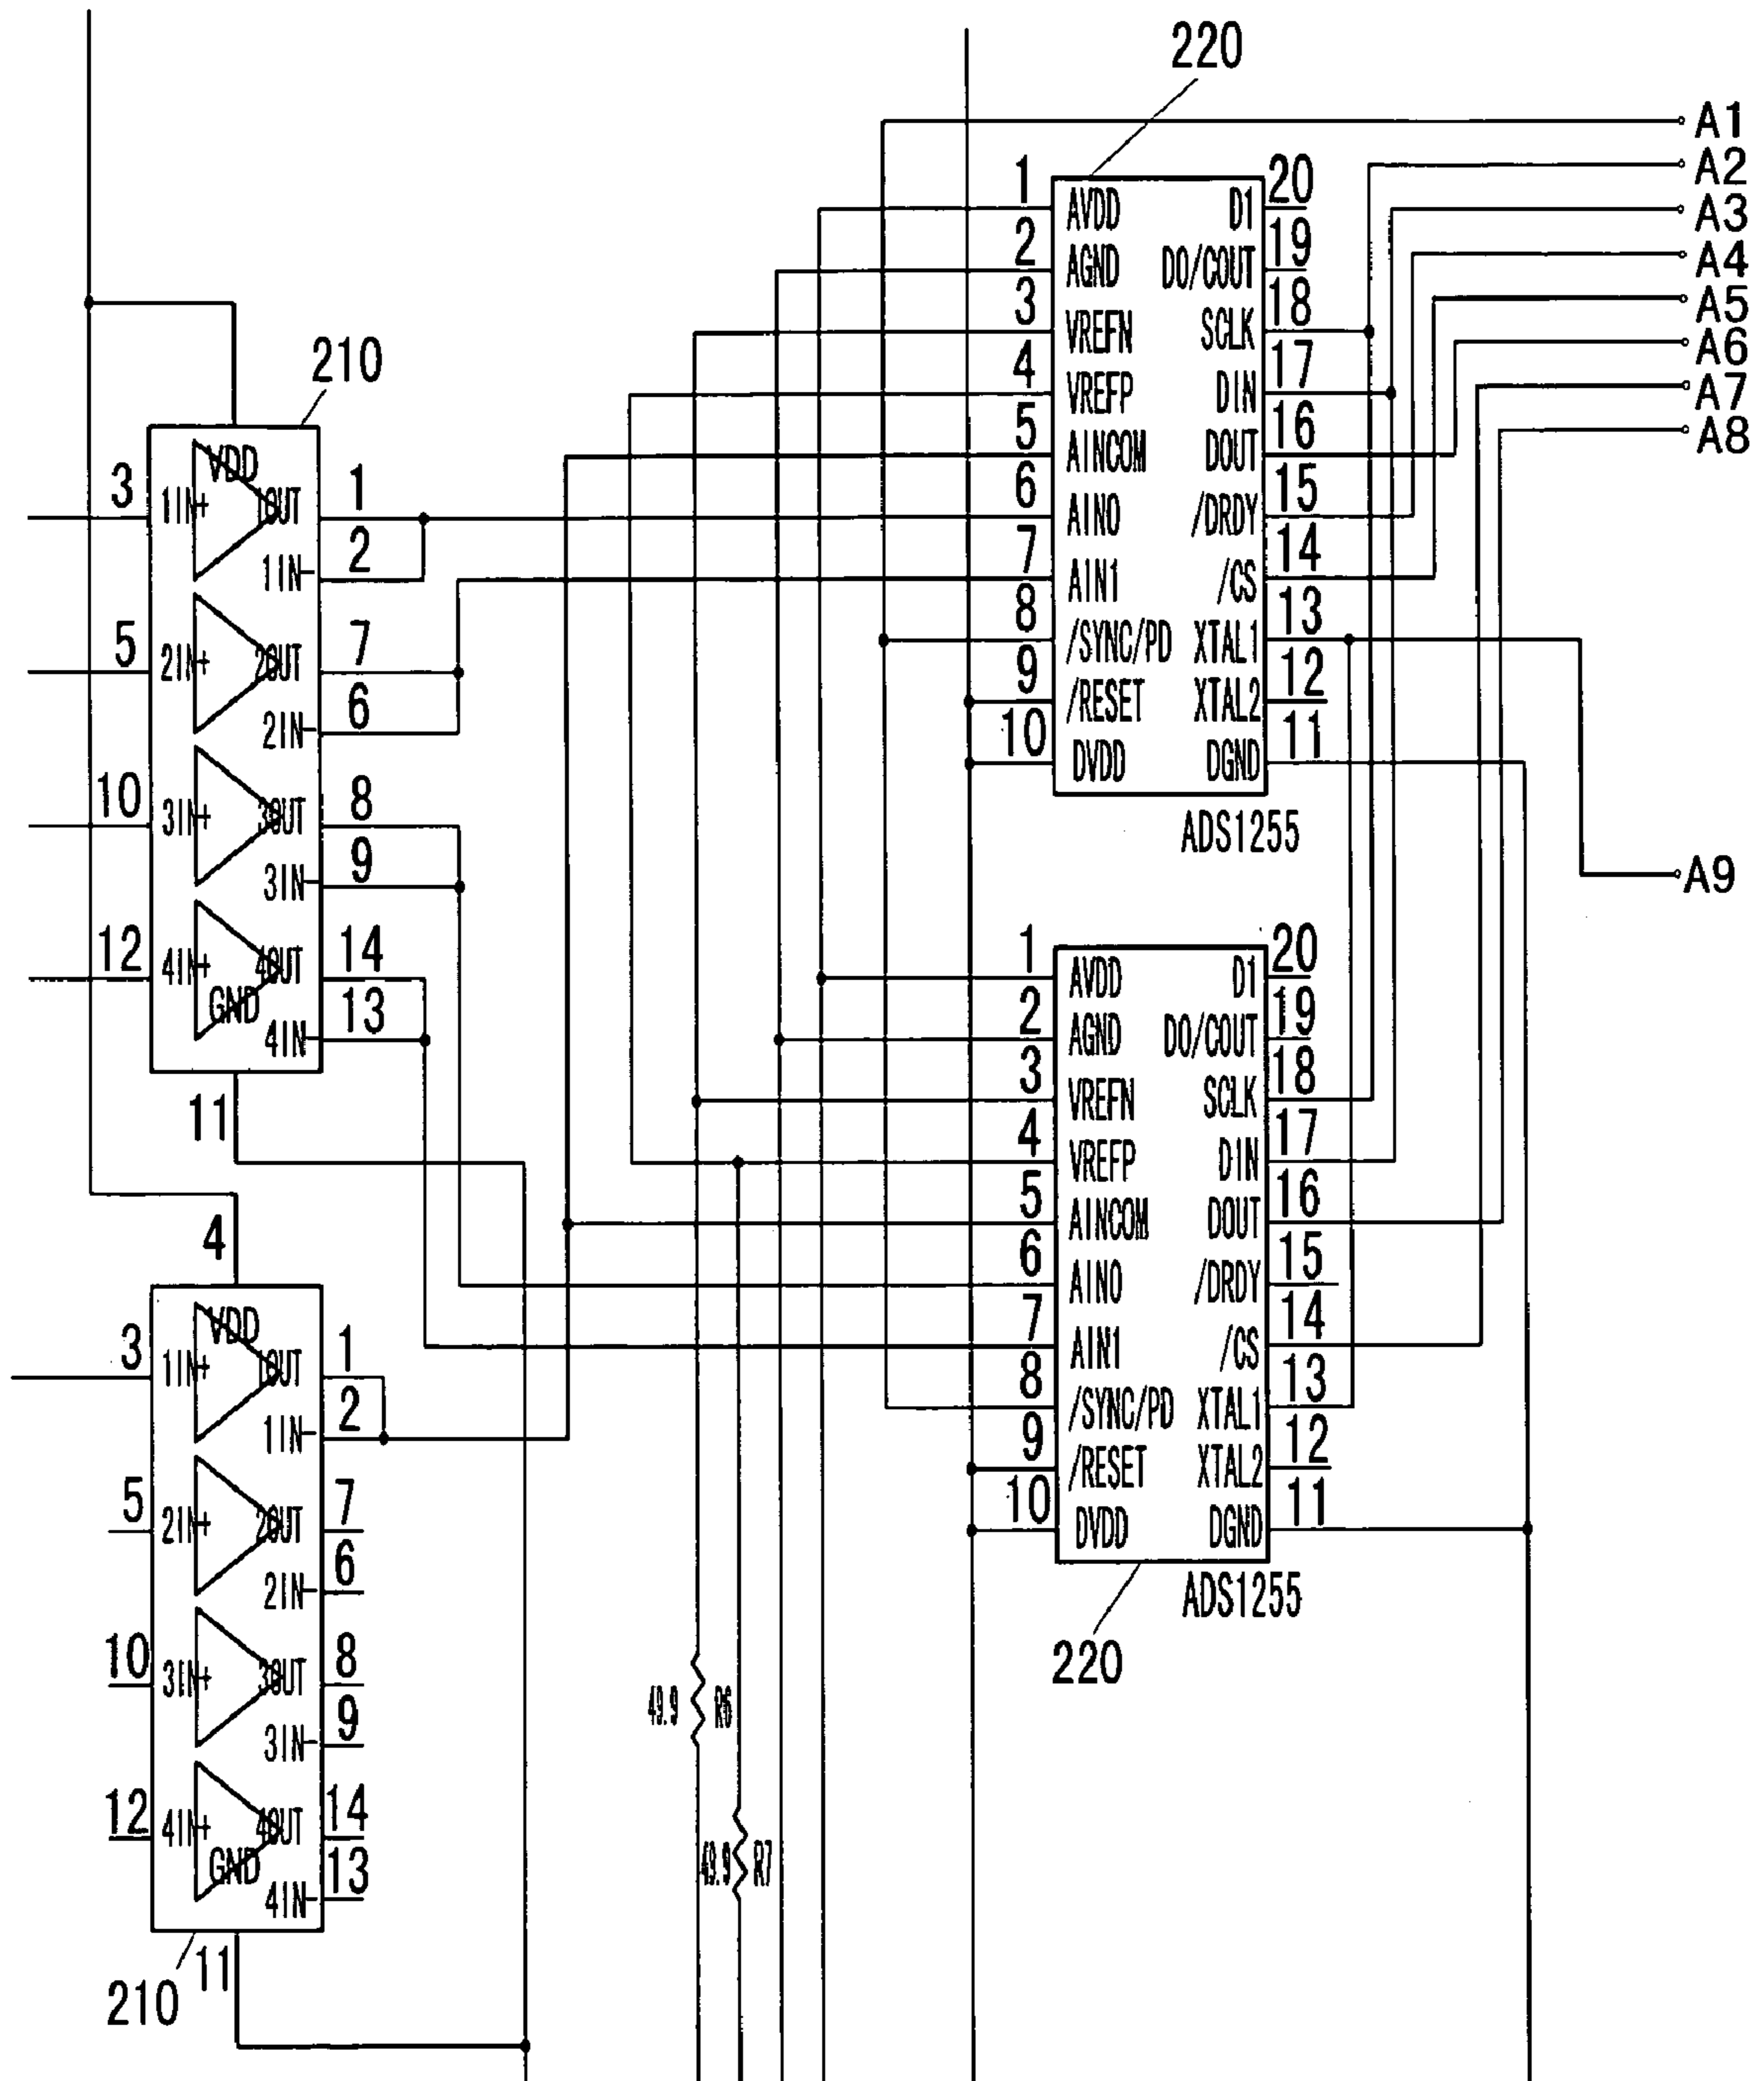 220
A1
A2
A3
A4
A5
A6
A7
A8
A9
1 AVDD D1 20
2 AGND DO/COUT 19
3 VREFN SCLK 18
4 VREFP DIN 17
5 AINCOM DOUT 16
6 AIN0 /DRDY 15
7 AIN1 /CS 14
8 /SYNC/PD XTAL1 13
9 /RESET XTAL2 12
10 DVDD DGND 11
ADS1255
210
VDD
3 1IN+ 1OUT 1
1IN- 2
5 2IN+ 2OUT 7
2IN- 6
10 3IN+ 3OUT 8
3IN- 9
12 4IN+ 4OUT 14
GND
4IN- 13
11
1 AVDD D1 20
2 AGND DO/COUT 19
3 VREFN SCLK 18
4 VREFP DIN 17
5 AINCOM DOUT 16
6 AIN0 /DRDY 15
7 AIN1 /CS 14
8 /SYNC/PD XTAL1 13
9 /RESET XTAL2 12
10 DVDD DGND 11
ADS1255
220
4
VDD
3 1IN+ 1OUT 1
1IN- 2
5 2IN+ 2OUT 7
2IN- 6
10 3IN+ 3OUT 8
3IN- 9
12 4IN+ 4OUT 14
GND
4IN- 13
11
210
49.9 R6
49.9 R7